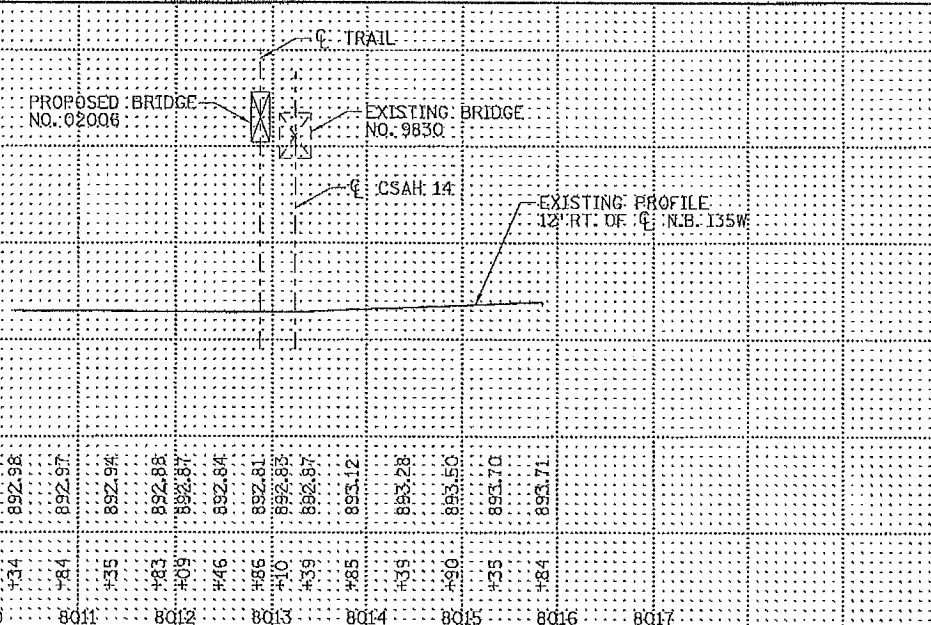 ℄ TRAIL
PROPOSED BRIDGE
NO. 02006
EXISTING BRIDGE
NO. 9830
℄ CSAH 14
EXISTING PROFILE
12' RT. OF ℄ N.B. I35W
892.98 892.97 892.94 892.88 892.87 892.84 892.81 892.83 892.87 893.12 893.28 893.50 893.70 893.71
+34 +84 +35 +83 +09 +46 +86 +10 +39 +85 +39 +90 +35 +84
8011 8012 8013 8014 8015 8016 8017